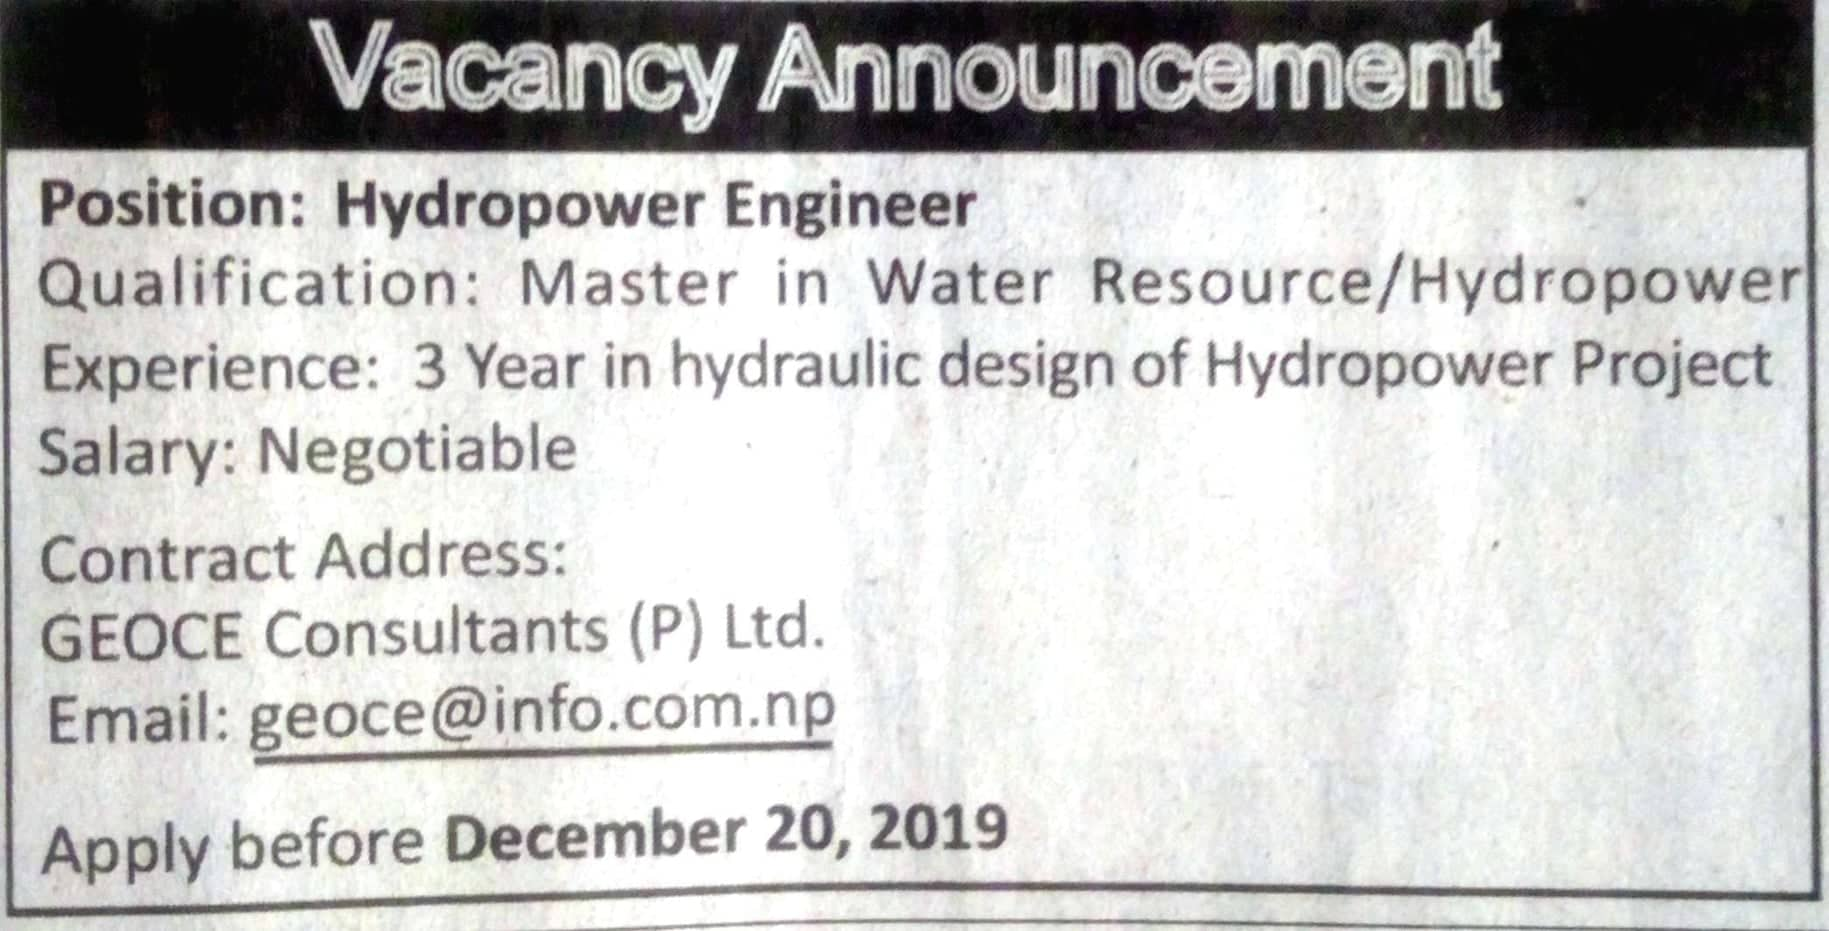 Vacancy Announcement
Position: Hydropower Engineer
Qualification: Master in Water Resource/Hydropower
Experience: 3 Year in hydraulic design of Hydropower Project
Salary: Negotiable
Contract Address:
GEOCE Consultants (P) Ltd.
Email: geoce@info.com.np
Apply before December 20, 2019